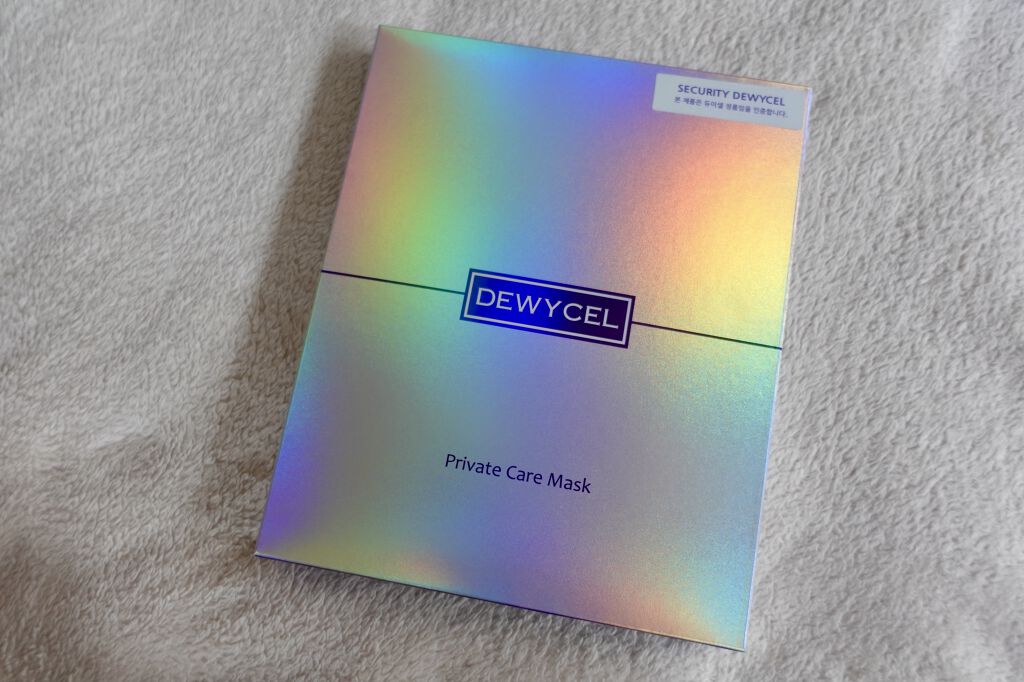 SECURITY DEWYCEL
본 제품은 듀이셀 정품임을 인증합니다.
DEWYCEL
Private Care Mask